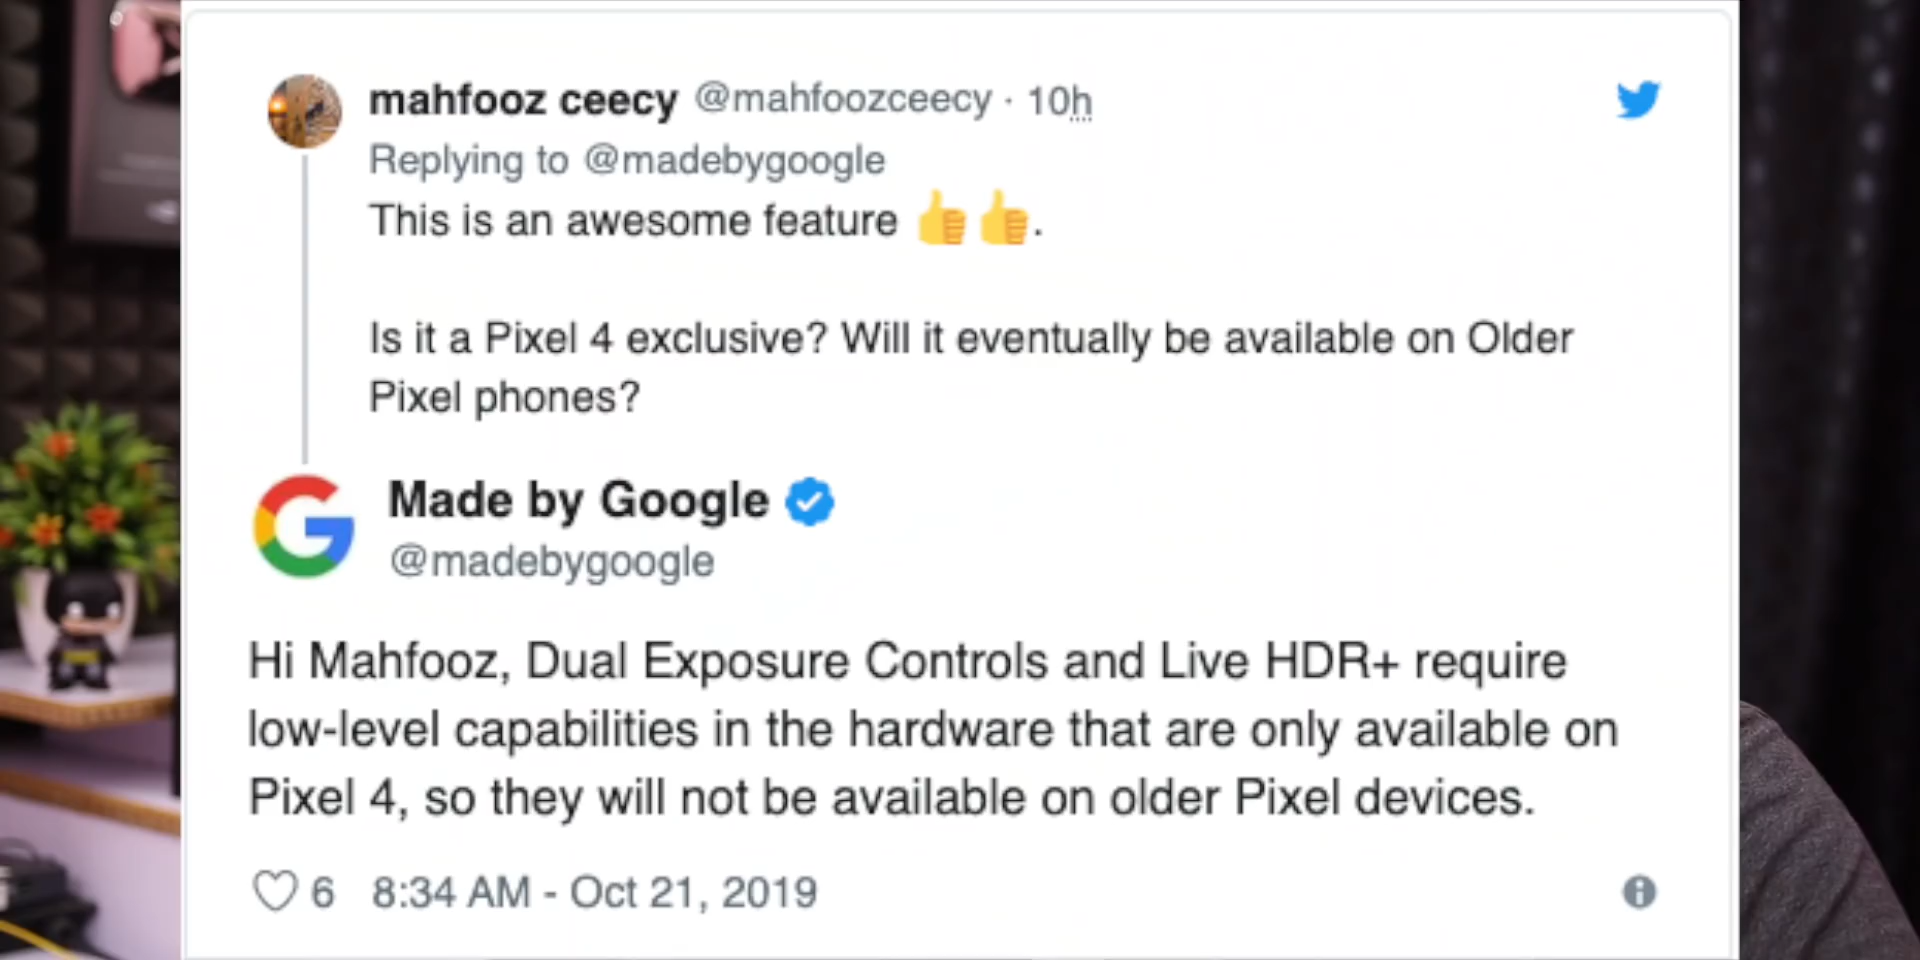 mahfooz ceecy @mahfoozceecy · 10h
Replying to @madebygoogle
This is an awesome feature 👍👍.
Is it a Pixel 4 exclusive? Will it eventually be available on Older
Pixel phones?
Made by Google
@madebygoogle
Hi Mahfooz, Dual Exposure Controls and Live HDR+ require
low-level capabilities in the hardware that are only available on
Pixel 4, so they will not be available on older Pixel devices.
6 8:34 AM - Oct 21, 2019